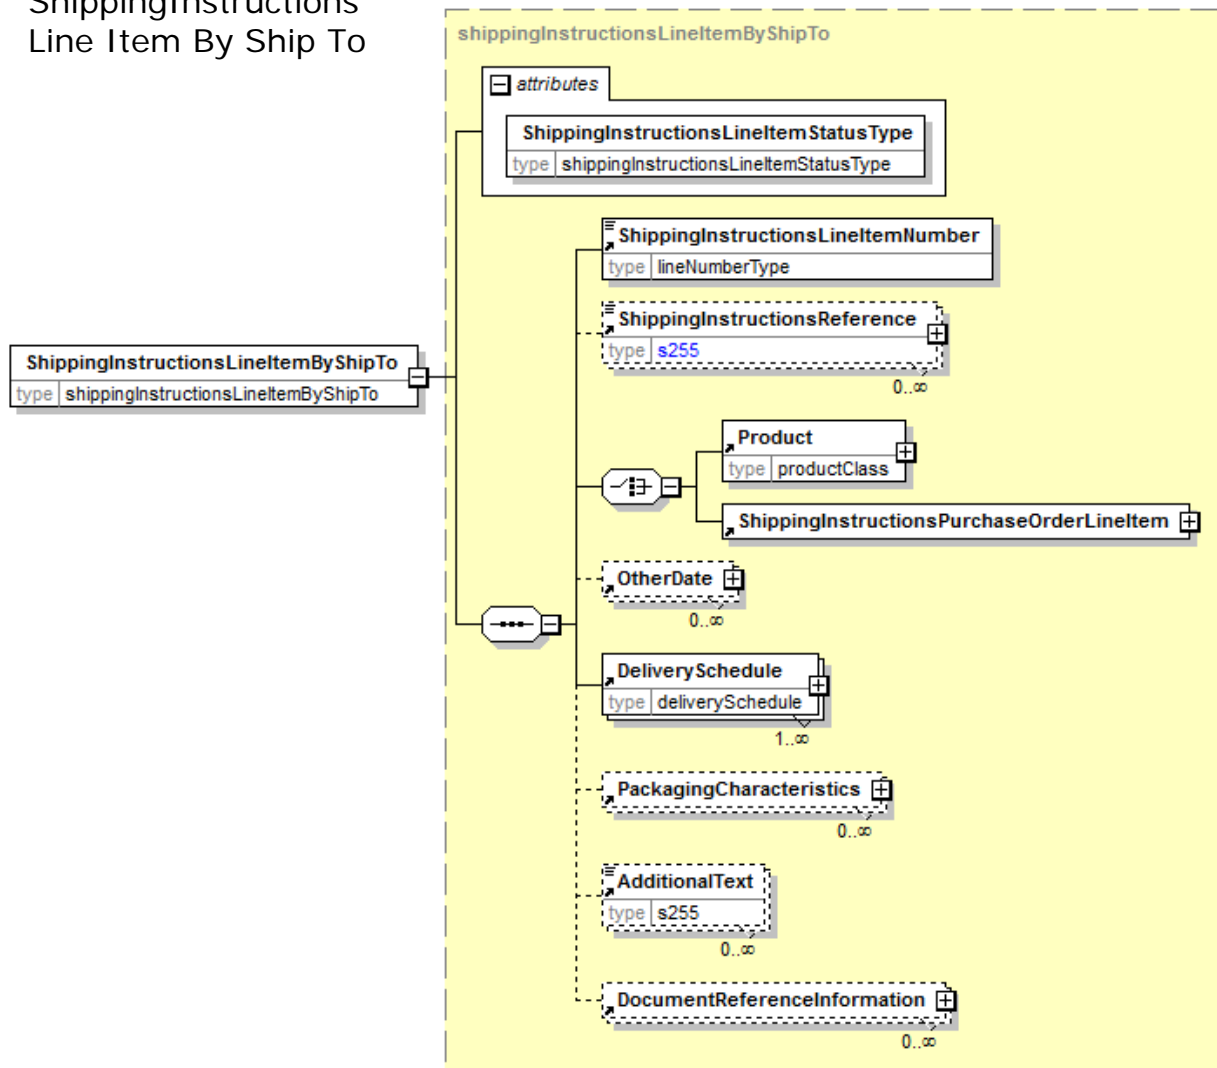 ShippingInstructions
Line Item By Ship To
shippingInstructionsLineItemByShipTo
attributes
ShippingInstructionsLineItemStatusType
type shippingInstructionsLineItemStatusType
ShippingInstructionsLineItemNumber
type lineNumberType
ShippingInstructionsReference
type s255
0..∞
ShippingInstructionsLineItemByShipTo
type shippingInstructionsLineItemByShipTo
Product
type productClass
ShippingInstructionsPurchaseOrderLineItem
OtherDate
0..∞
DeliverySchedule
type deliverySchedule
1..∞
PackagingCharacteristics
0..∞
AdditionalText
type s255
0..∞
DocumentReferenceInformation
0..∞